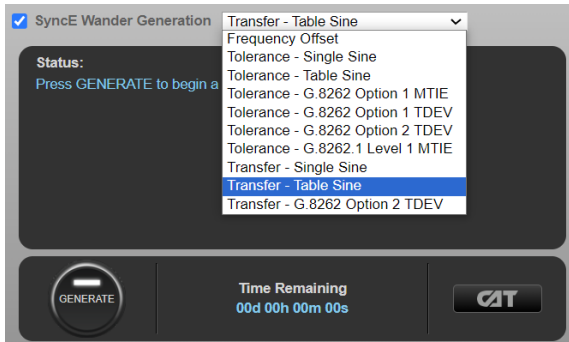 SyncE Wander Generation
Transfer - Table Sine
Frequency Offset
Tolerance - Single Sine
Tolerance - Table Sine
Tolerance - G.8262 Option 1 MTIE
Tolerance - G.8262 Option 1 TDEV
Tolerance - G.8262 Option 2 TDEV
Tolerance - G.8262.1 Level 1 MTIE
Transfer - Single Sine
Transfer - Table Sine
Transfer - G.8262 Option 2 TDEV
Status:
Press GENERATE to begin a
GENERATE
Time Remaining
00d 00h 00m 00s
CAT